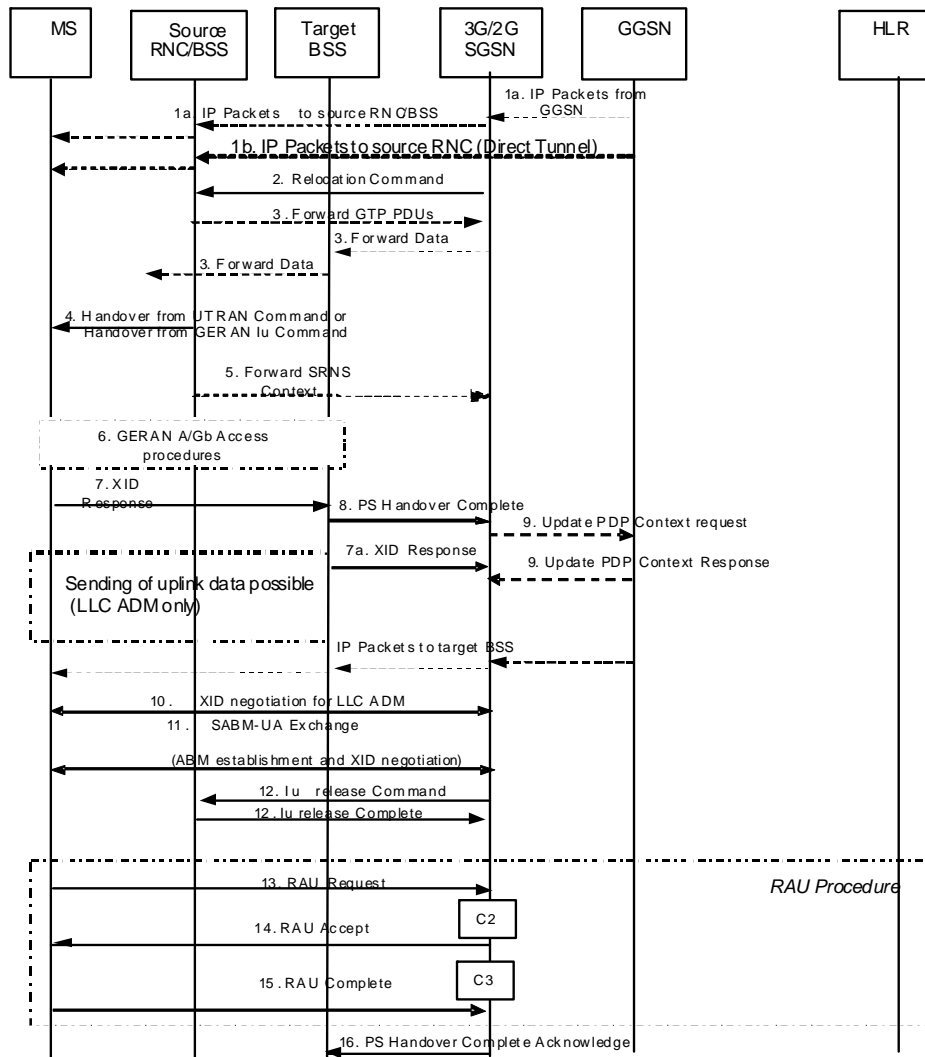 MS
Source
RNC/BSS
Target
BSS
3G/2G
SGSN
GGSN
HLR
1a. IP Packets from
GGSN
1a. IP Packets to source RNC/BSS
1b. IP Packets to source RNC (Direct Tunnel)
2. Relocation Command
3. Forward GTP PDUs
3. Forward Data
3. Forward Data
4. Handover from UTRAN Command or
Handover from GERAN Iu Command
5. Forward SRNS
Context
6. GERAN A/Gb Access
procedures
7. XID
Response
8. PS Handover Complete
9. Update PDP Context request
7a. XID Response
9. Update PDP Context Response
Sending of uplink data possible
(LLC ADM only)
IP Packets to target BSS
10. XID negotiation for LLC ADM
11. SABM-UA Exchange
(ABM establishment and XID negotiation)
12. Iu release Command
12. Iu release Complete
13. RAU Request
RAU Procedure
C2
14. RAU Accept
C3
15. RAU Complete
16. PS Handover Complete Acknowledge